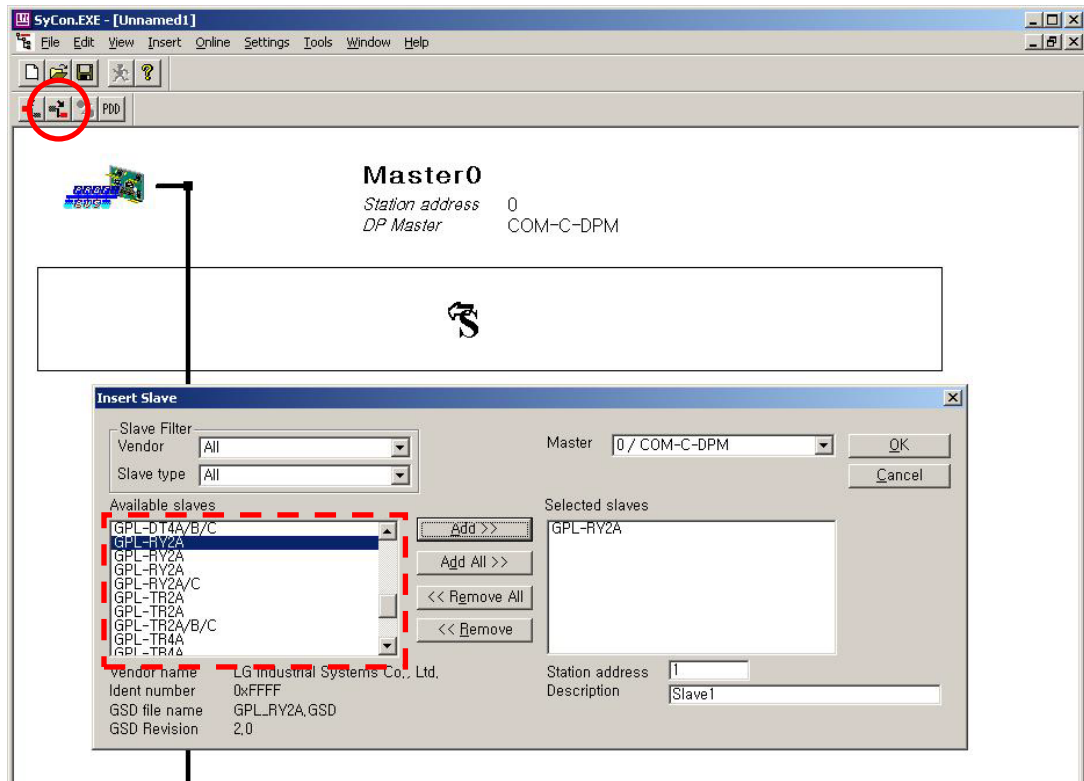 SyCon.EXE - [Unnamed1]
File Edit View Insert Online Settings Tools Window Help
PDD
Master0
Station address 0
DP Master COM-C-DPM
S
Insert Slave
Slave Filter
Vendor All
Slave type All
Master 0 / COM-C-DPM
OK
Cancel
Available slaves
GPL-DT4A/B/C
GPL-RY2A
GPL-RY2A
GPL-RY2A
GPL-RY2A/C
GPL-TR2A
GPL-TR2A
GPL-TR2A/B/C
GPL-TR4A
GPL-TR4A
Add >>
Add All >>
<< Remove All
<< Remove
Selected slaves
GPL-RY2A
Vendor name LG Industrial Systems Co., Ltd.
Ident number 0xFFFF
GSD file name GPL_RY2A.GSD
GSD Revision 2.0
Station address 1
Description Slave1